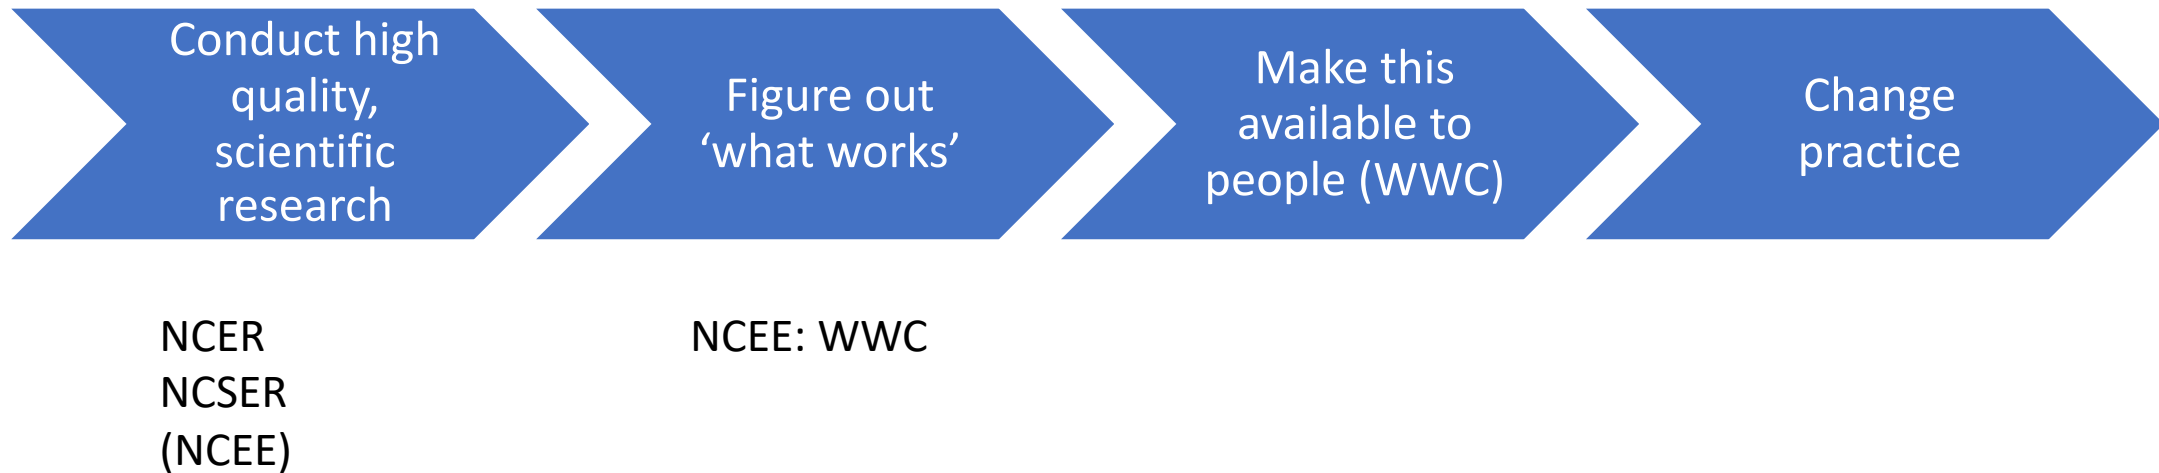 Conduct high
quality,
scientific
research
Figure out
‘what works’
Make this
available to
people (WWC)
Change
practice
NCER
NCSER
(NCEE)
NCEE: WWC